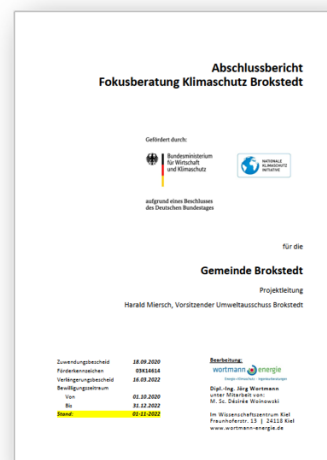 Abschlussbericht
Fokusberatung Klimaschutz Brokstedt
Gefördert durch:
Bundesministerium
für Wirtschaft
und Klimaschutz
NATIONALE
KLIMASCHUTZ
INITIATIVE
aufgrund eines Beschlusses
des Deutschen Bundestages
für die
Gemeinde Brokstedt
Projektleitung
Harald Miersch, Vorsitzender Umweltausschuss Brokstedt
Zuwendungsbescheid 18.09.2020
Förderkennzeichen 03K14461A
Verlängerungsbescheid 16.03.2022
Bewilligungszeitraum
Von 01.10.2020
Bis 31.12.2022
Stand: 01-11-2022
Bearbeitung:
wortmann energie
Dipl.-Ing. Jörg Wortmann
unter Mitarbeit von:
M. Sc. Désirée Woinowski
Im Wissenschaftszentrum Kiel
Fraunhoferstr. 13 | 24118 Kiel
www.wortmann-energie.de